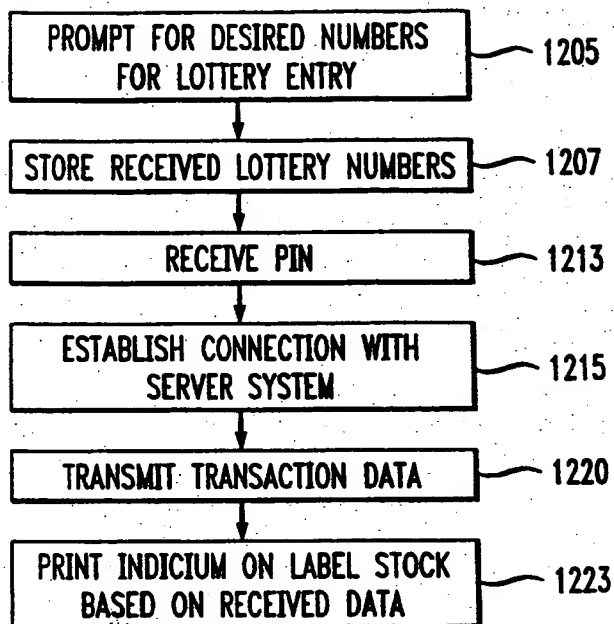 PROMPT FOR DESIRED NUMBERS
FOR LOTTERY ENTRY
1205
STORE RECEIVED LOTTERY NUMBERS
1207
RECEIVE PIN
1213
ESTABLISH CONNECTION WITH
SERVER SYSTEM
1215
TRANSMIT TRANSACTION DATA
1220
PRINT INDICIUM ON LABEL STOCK
BASED ON RECEIVED DATA
1223